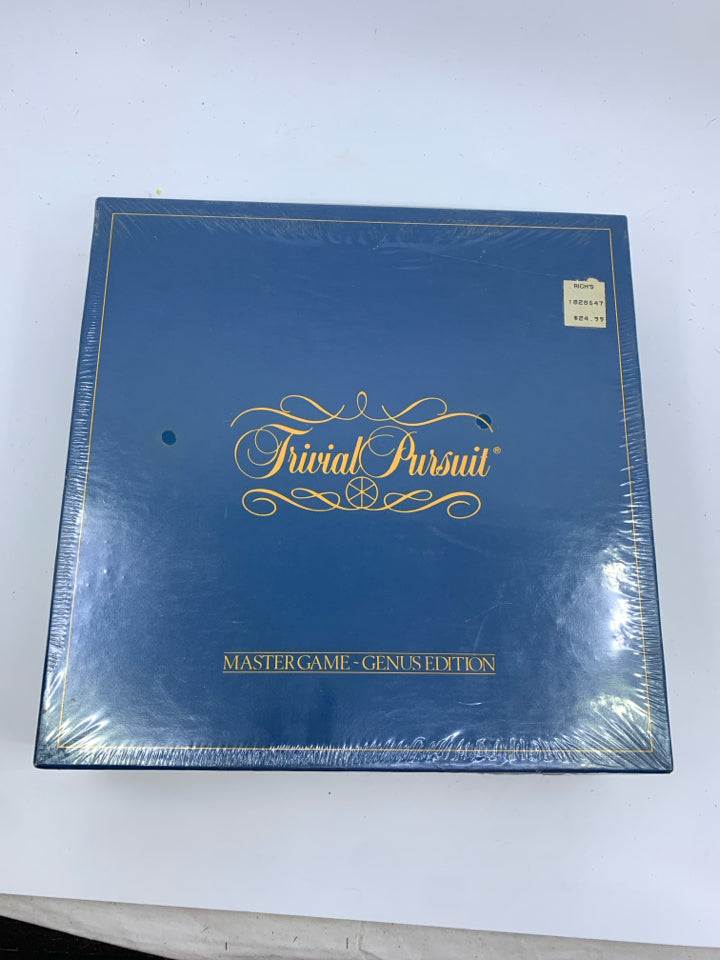 RICH'S
1828647
$24.99
Trivial Pursuit®
MASTER GAME ~ GENUS EDITION